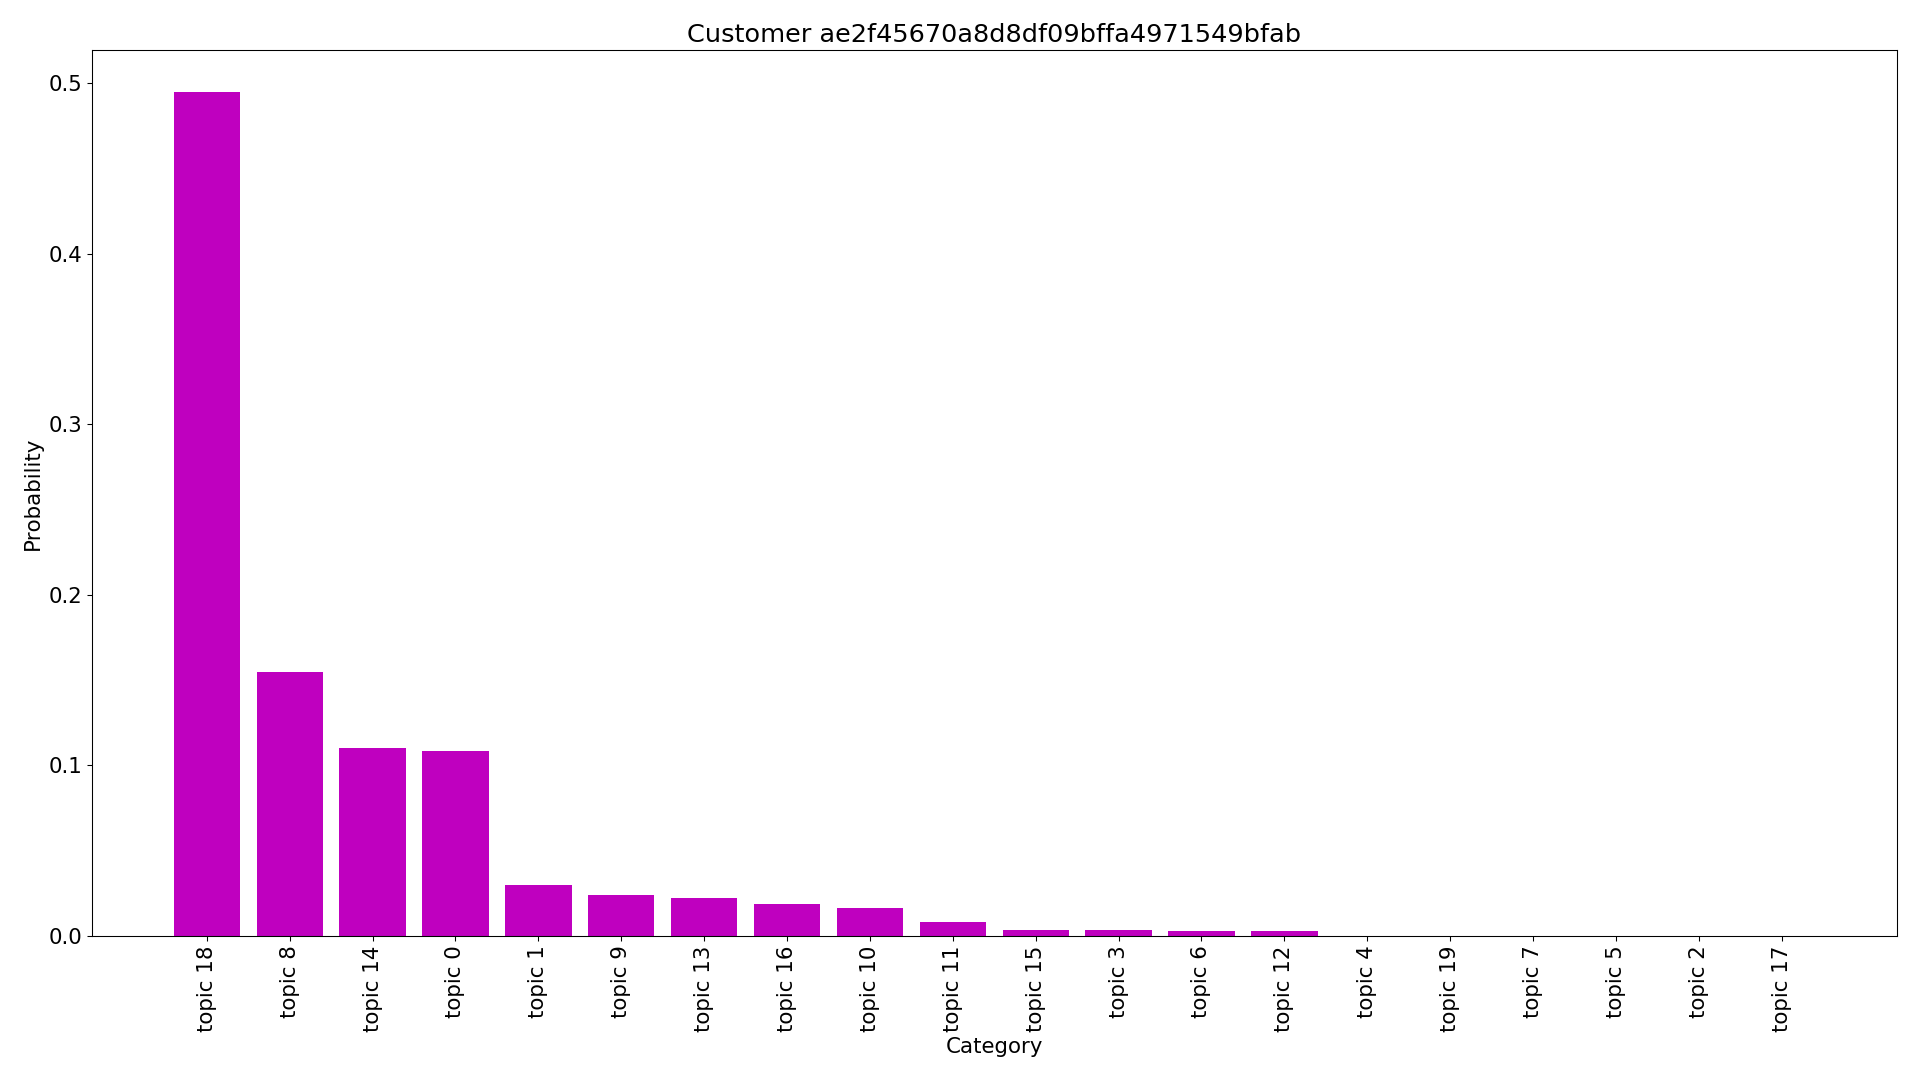 Customer ae2f45670a8d8df09bffa4971549bfab
Probability
0.5
0.4
0.3
0.2
0.1
0.0
topic 18
topic 8
topic 14
topic 0
topic 1
topic 9
topic 13
topic 16
topic 10
topic 11
topic 15
topic 3
topic 6
topic 12
topic 4
topic 19
topic 7
topic 5
topic 2
topic 17
Category